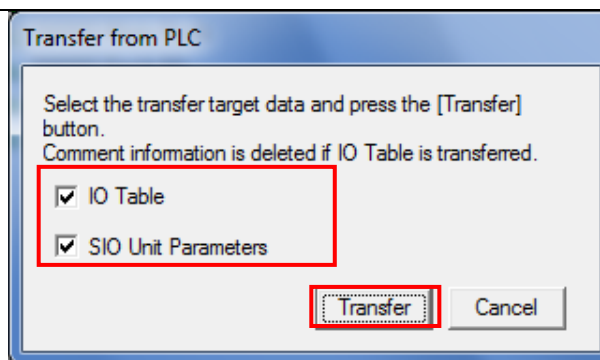 Transfer from PLC
Select the transfer target data and press the [Transfer]
button.
Comment information is deleted if IO Table is transferred.
IO Table
SIO Unit Parameters
Transfer Cancel